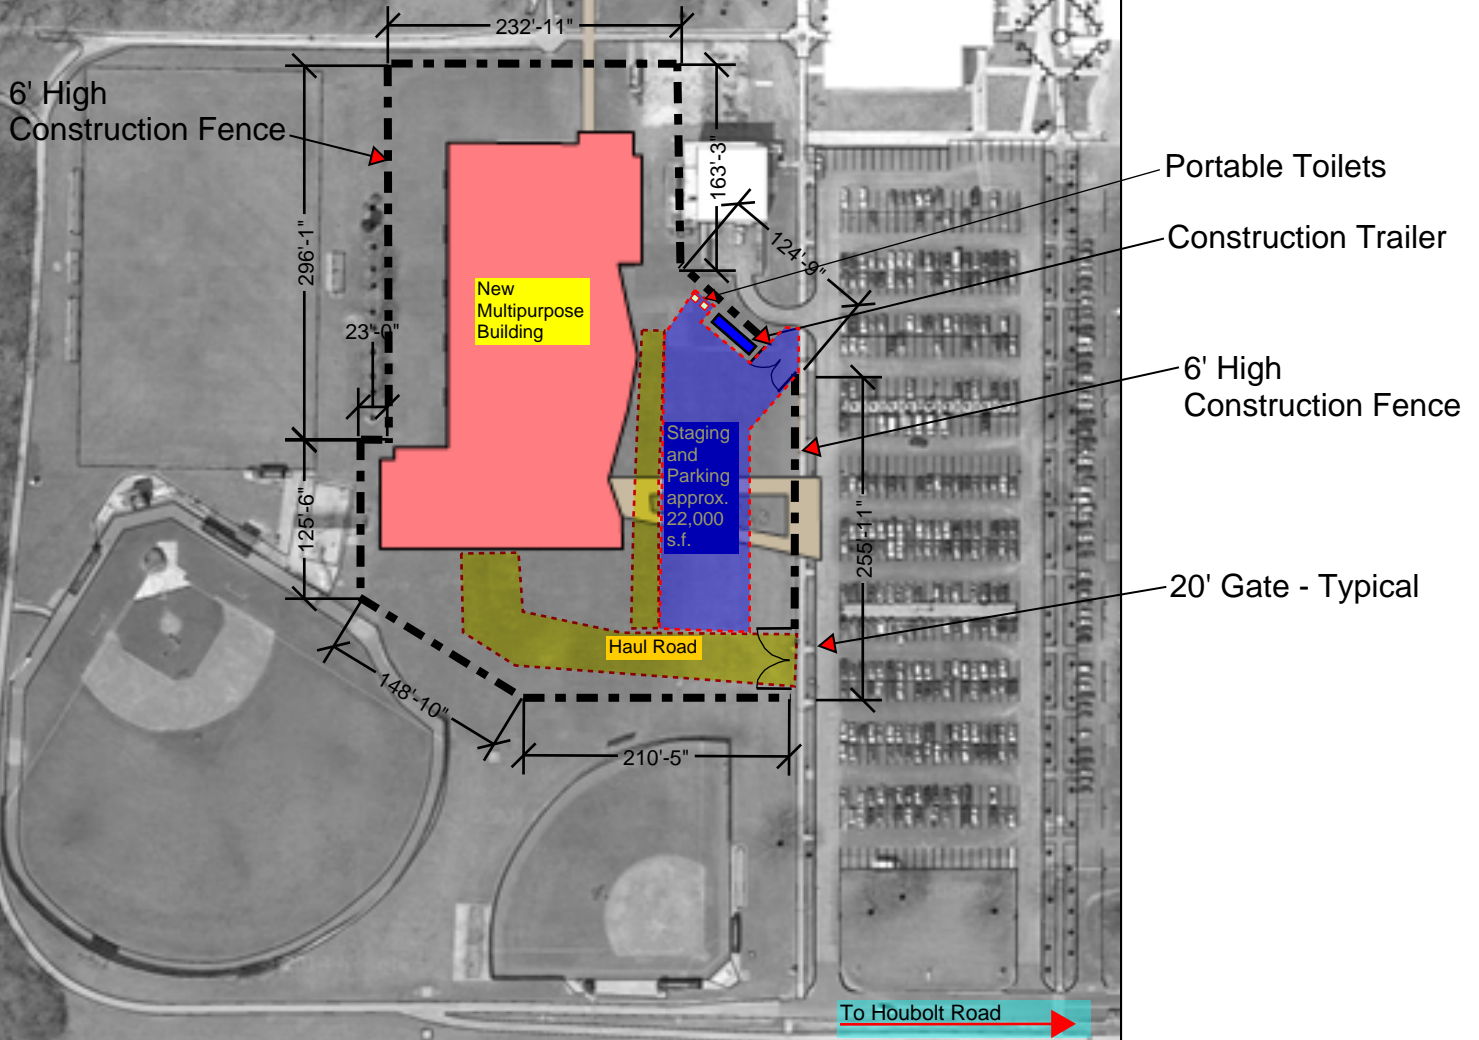 232'-11"
6' High
Construction Fence
163'-3"
Portable Toilets
296'-1"
124'-9"
Construction Trailer
New
Multipurpose
Building
23'-0"
6' High
Construction Fence
Staging
and
Parking
approx.
22,000
s.f.
125'-6"
255'-11"
20' Gate - Typical
Haul Road
148'-10"
210'-5"
To Houbolt Road